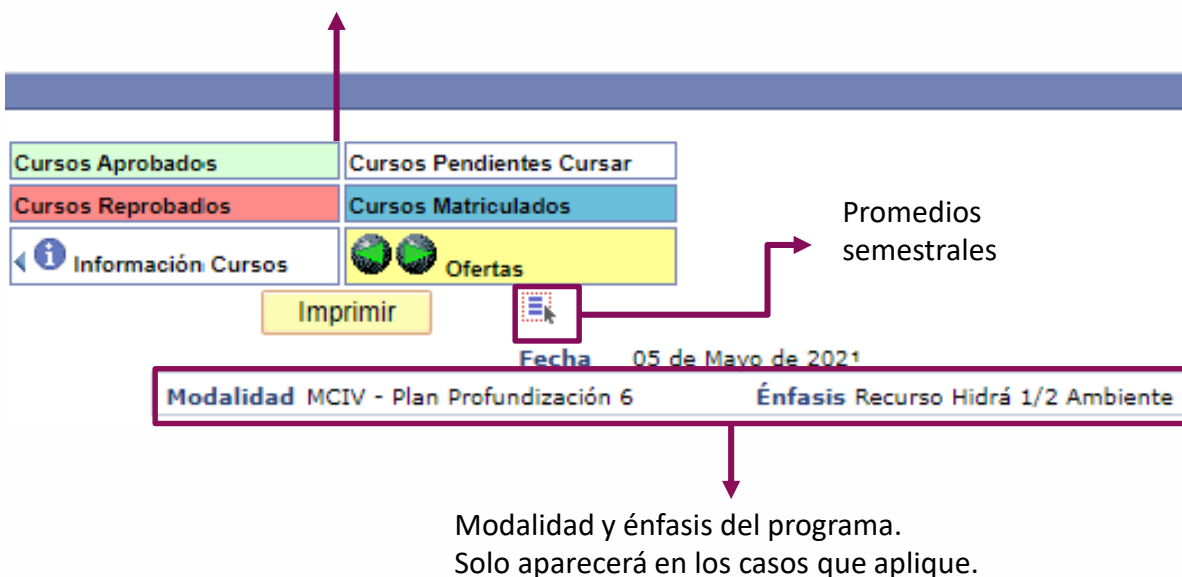 Cursos Aprobados
Cursos Pendientes Cursar
Cursos Reprobados
Cursos Matriculados
Información Cursos
Ofertas
Promedios
semestrales
Imprimir
Fecha 05 de Mayo de 2021
Modalidad MCIV - Plan Profundización 6 Énfasis Recurso Hidrá 1/2 Ambiente
Modalidad y énfasis del programa.
Solo aparecerá en los casos que aplique.